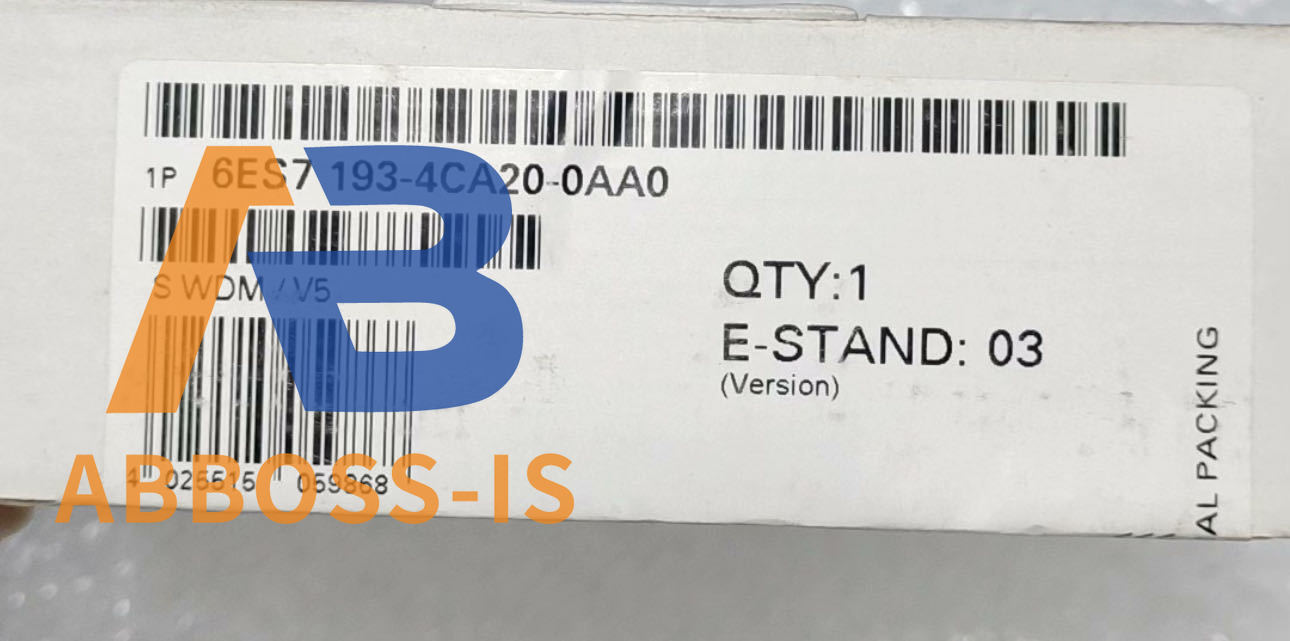 1P 6ES7 193-4CA20-0AA0
S WDM / V5
QTY:1
E-STAND: 03
(Version)
AL PACKING
4 025515 059868
AB
ABBOSS-IS